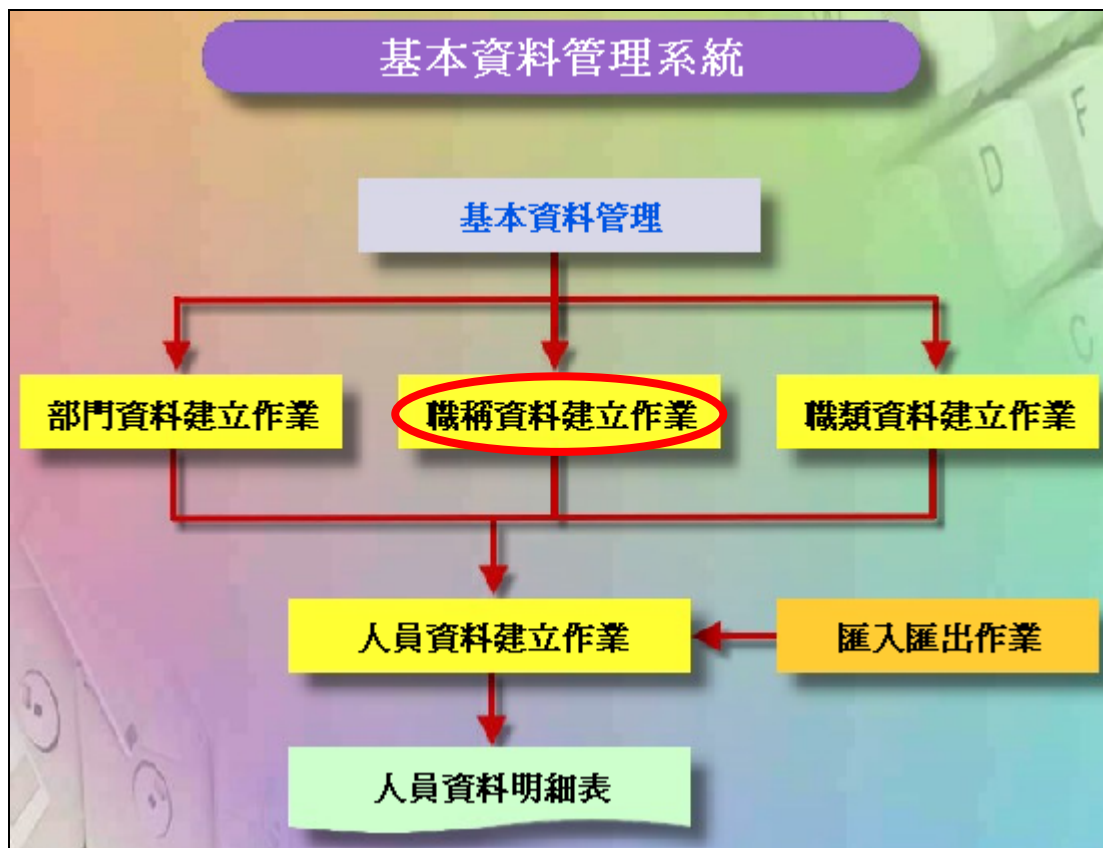 基本資料管理系統
基本資料管理
部門資料建立作業
職稱資料建立作業
職類資料建立作業
人員資料建立作業
匯入匯出作業
人員資料明細表
D
F
C